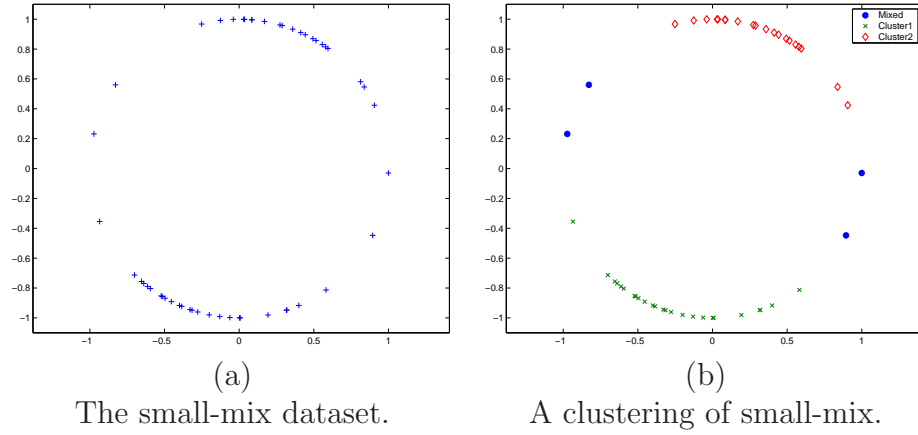 1
0.8
0.6
0.4
0.2
0
−0.2
−0.4
−0.6
−0.8
−1
−1 −0.5 0 0.5 1
(a)
The small-mix dataset.
Mixed
Cluster1
Cluster2
1
0.8
0.6
0.4
0.2
0
−0.2
−0.4
−0.6
−0.8
−1
−1 −0.5 0 0.5 1
(b)
A clustering of small-mix.